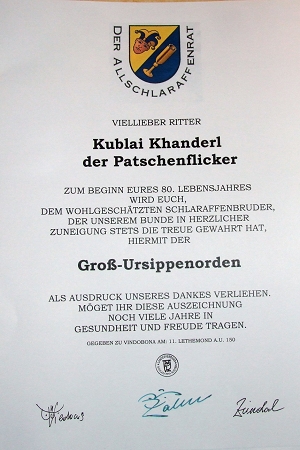 DER ALLSCHLARAFFENRAT
VIELLIEBER RITTER
Kublai Khanderl
der Patschenflicker
ZUM BEGINN EURES 80. LEBENSJAHRES
WIRD EUCH,
DEM WOHLGESCHÄTZTEN SCHLARAFFENBRUDER,
DER UNSEREM BUNDE IN HERZLICHER
ZUNEIGUNG STETS DIE TREUE GEWAHRT HAT,
HIERMIT DER
Groß-Ursippenorden
ALS AUSDRUCK UNSERES DANKES VERLIEHEN.
MÖGET IHR DIESE AUSZEICHNUNG
NOCH VIELE JAHRE IN
GESUNDHEIT UND FREUDE TRAGEN.
GEGEBEN ZU VINDOBONA AM: 11. LETHEMOND A.U. 150